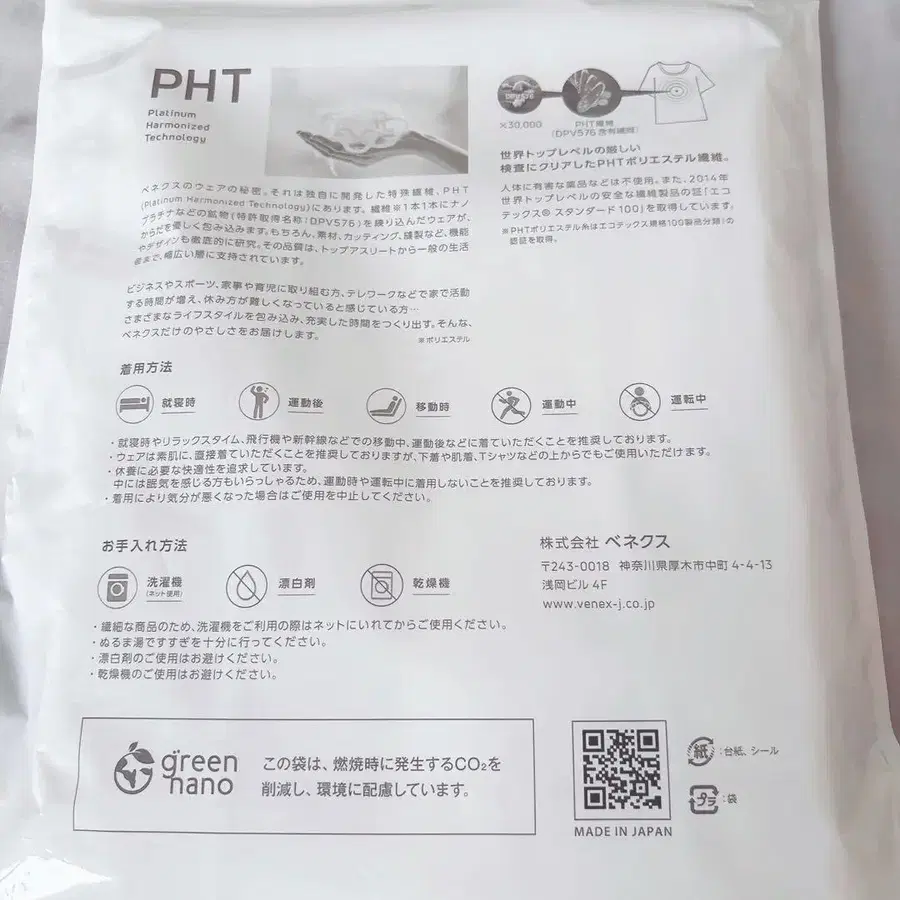 PHT
Platinum
Harmonized
Technology
ベネクスのウェアの秘密。それは独自に開発した特殊繊維、PHT
(Platinum Harmonized Technology)にあります。繊維※1本1本にナノ
プラチナなどの鉱物(特許取得名称:DPV576)を練り込んだウェアが、
からだを優しく包み込みます。もちろん、素材、カッティング、縫製など、機能
やデザインも徹底的に研究。その品質は、トップアスリートから一般の生活
者まで、幅広い層に支持されています。
ビジネスやスポーツ、家事や育児に取り組む方、テレワークなどで家で活動
する時間が増え、休み方が難しくなっていると感じている方…
さまざまなライフスタイルを包み込み、充実した時間をつくり出す。そんな、
ベネクスだけのやさしさをお届けします。
※ポリエステル
DPV576
×30,000
PHT繊維
(DPV576含有繊維)
世界トップレベルの厳しい
検査にクリアしたPHTポリエステル繊維。
人体に有害な薬品などは不使用。また、2014年
世界トップレベルの安全な繊維製品の証「エコ
テックス® スタンダード100」を取得しています。
※PHTポリエステル糸はエコテックス規格100製品分類Iの
認証を取得。
着用方法
就寝時
運動後
移動時
運動中
運転中
・就寝時やリラックスタイム、飛行機や新幹線などでの移動中、運動後などに着ていただくことを推奨しております。
・ウェアは素肌に、直接着ていただくことを推奨しておりますが、下着や肌着、Tシャツなどの上からでもご使用いただけます。
・休養に必要な快適性を追求しています。
中には眠気を感じる方もいらっしゃるため、運動時や運転中に着用しないことを推奨しております。
・着用により気分が悪くなった場合はご使用を中止してください。
お手入れ方法
洗濯機
(ネット使用)
漂白剤
乾燥機
・繊細な商品のため、洗濯機をご利用の際はネットにいれてからご使用ください。
・ぬるま湯ですすぎを十分に行ってください。
・漂白剤のご使用はお避けください。
・乾燥機のご使用はお避けください。
株式会社 ベネクス
〒243-0018 神奈川県厚木市中町 4-4-13
浅岡ビル 4F
www.venex-j.co.jp
green
nano
この袋は、燃焼時に発生するCO₂を
削減し、環境に配慮しています。
MADE IN JAPAN
紙:台紙、シール
プラ:袋